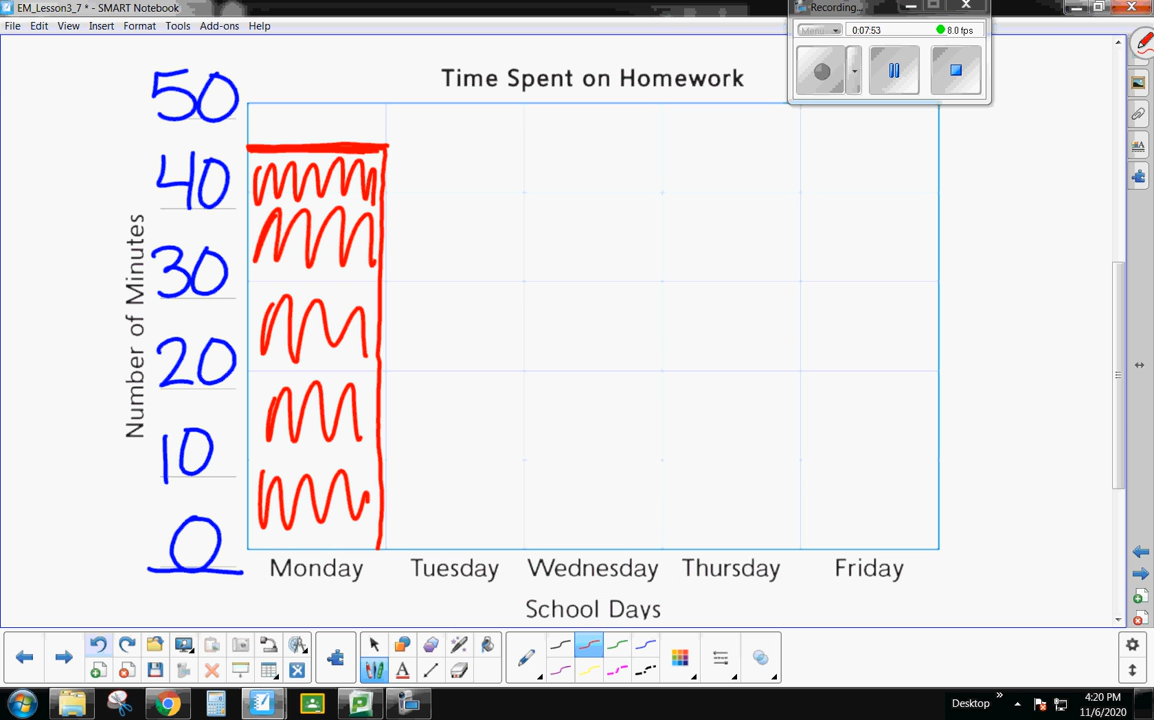 EM_Lesson3_7 * - SMART Notebook
Recording...
File Edit View Insert Format Tools Add-ons Help
Menu 0:07:53 8.0 fps
Time Spent on Homework
50
40
30
20
10
0
Number of Minutes
Monday Tuesday Wednesday Thursday Friday
School Days
Desktop » 4:20 PM
11/6/2020